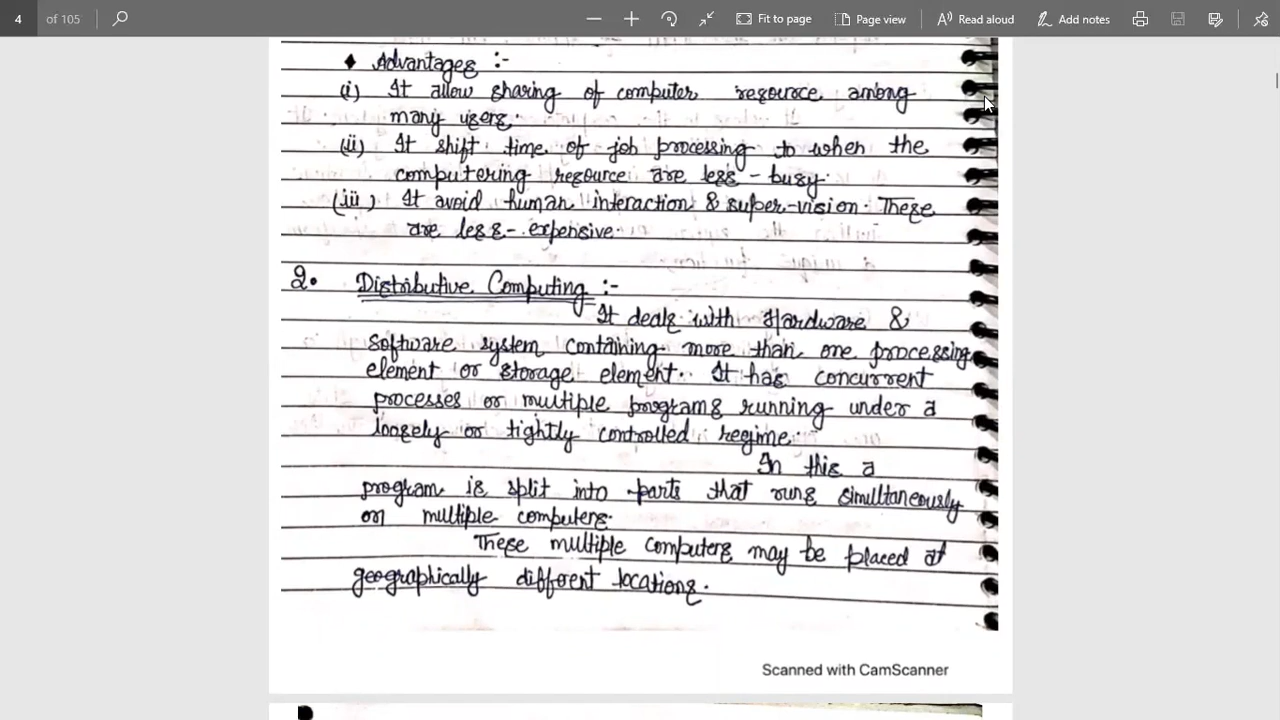 4 of 105 Fit to page Page view Read aloud Add notes
♦ Advantages :-
(i) It allow sharing of computer resource among
many users.
(ii) It shift time of job processing to when the
computering resource are less - busy.
(iii) It avoid human interaction & super-vision. These
are less - expensive.
2. Distributive Computing :-
It deals with Hardware &
Software system containing more than one processing
element or storage element. It has concurrent
processes or multiple programs running under a
loosely or tightly controlled regime.
In this a
program is split into parts that runs simultaneously
on multiple computers.
These multiple computers may be placed at
geographically different locations.
Scanned with CamScanner